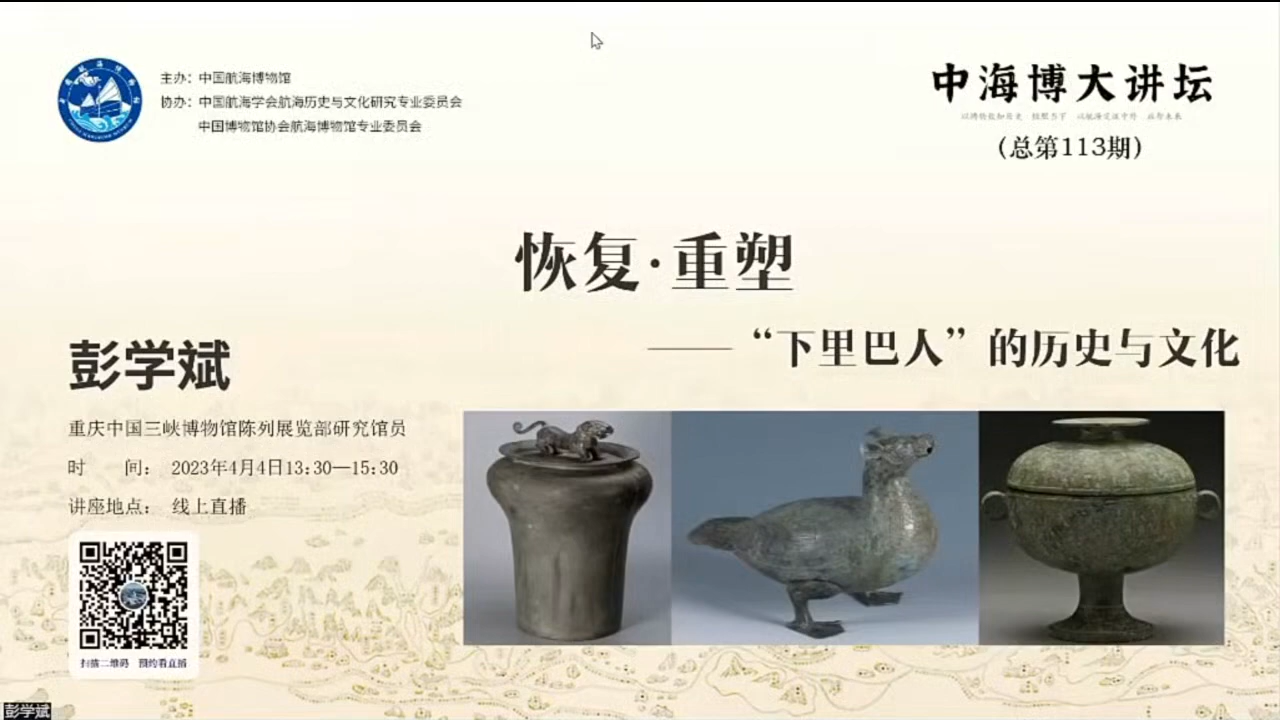 主办：中国航海博物馆
协办：中国航海学会航海历史与文化研究专业委员会
中国博物馆协会航海博物馆专业委员会
中海博大讲坛
（总第113期）
恢复·重塑
——“下里巴人”的历史与文化
彭学斌
重庆中国三峡博物馆陈列展览部研究馆员
时　　间： 2023年4月4日13:30—15:30
讲座地点： 线上直播
扫描二维码 预约看直播
彭学斌